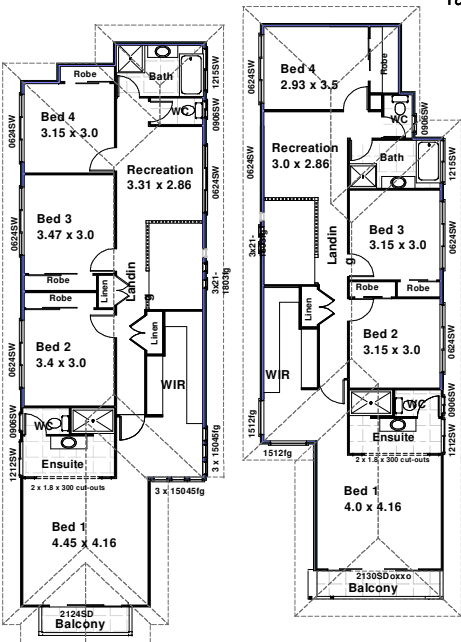 Robe
Bath
1215SW
WC
0906SW
Bed 4
3.15 x 3.0
0624SW
Recreation
3.31 x 2.86
0624SW
Bed 3
3.47 x 3.0
0624SW
Robe
Robe
Linen
Landing
3x21-
1803fg
Linen
Bed 2
3.4 x 3.0
0624SW
WIR
WC
0906SW
Ensuite
1212SW
2 x 1.8 x 300 cut-outs
3 x 15045fg
3 x 15045fg
Bed 1
4.45 x 4.16
2124SD
Balcony
Bed 4
2.93 x 3.5
Robe
0624SW
WC
0906SW
Recreation
3.0 x 2.86
0624SW
Bath
1215SW
Bed 3
3.15 x 3.0
0624SW
3x21-
1803fg
Landing
Robe
Robe
Linen
Bed 2
3.15 x 3.0
0624SW
WIR
WC
0906SW
Ensuite
1212SW
1512fg
1512fg
2 x 1.8 x 300 cut-outs
Bed 1
4.0 x 4.16
2130SDoxxo
Balcony